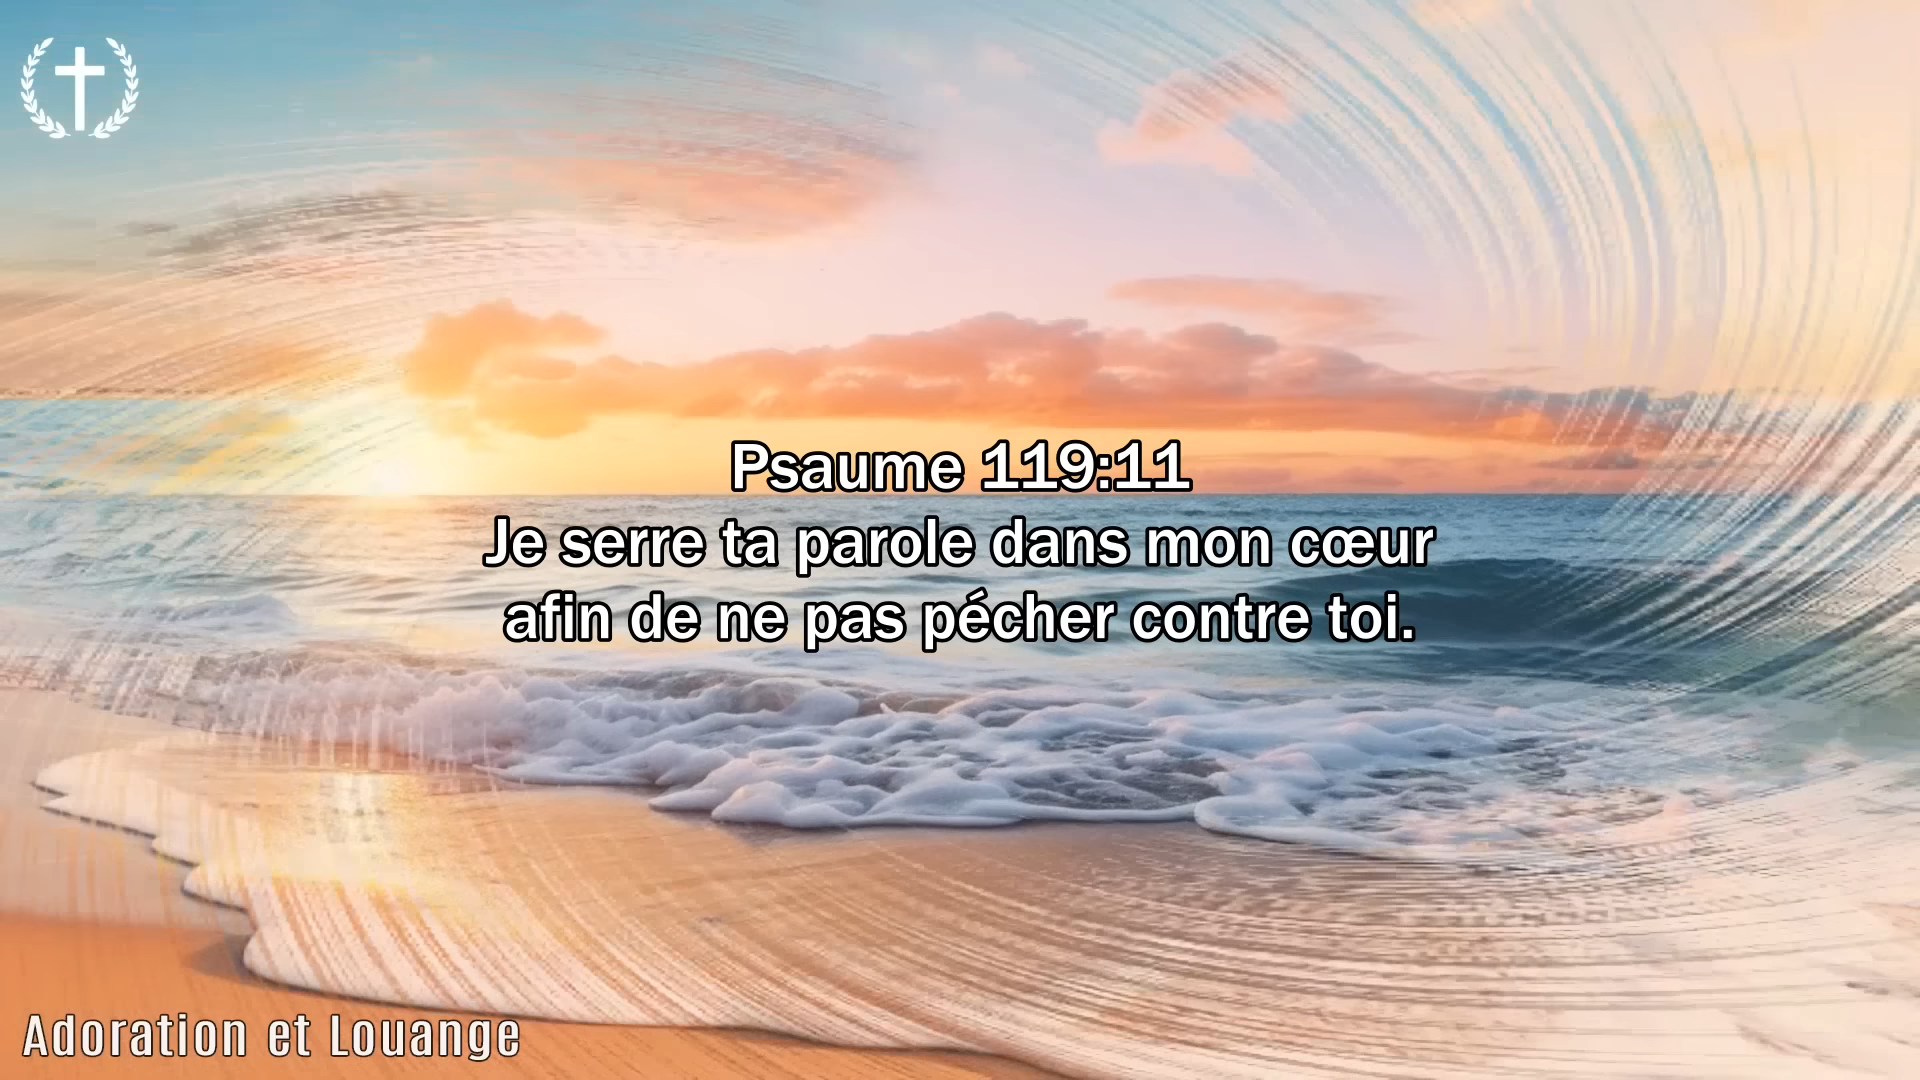 Psaume 119:11
Je serre ta parole dans mon cœur
afin de ne pas pécher contre toi.
Adoration et Louange